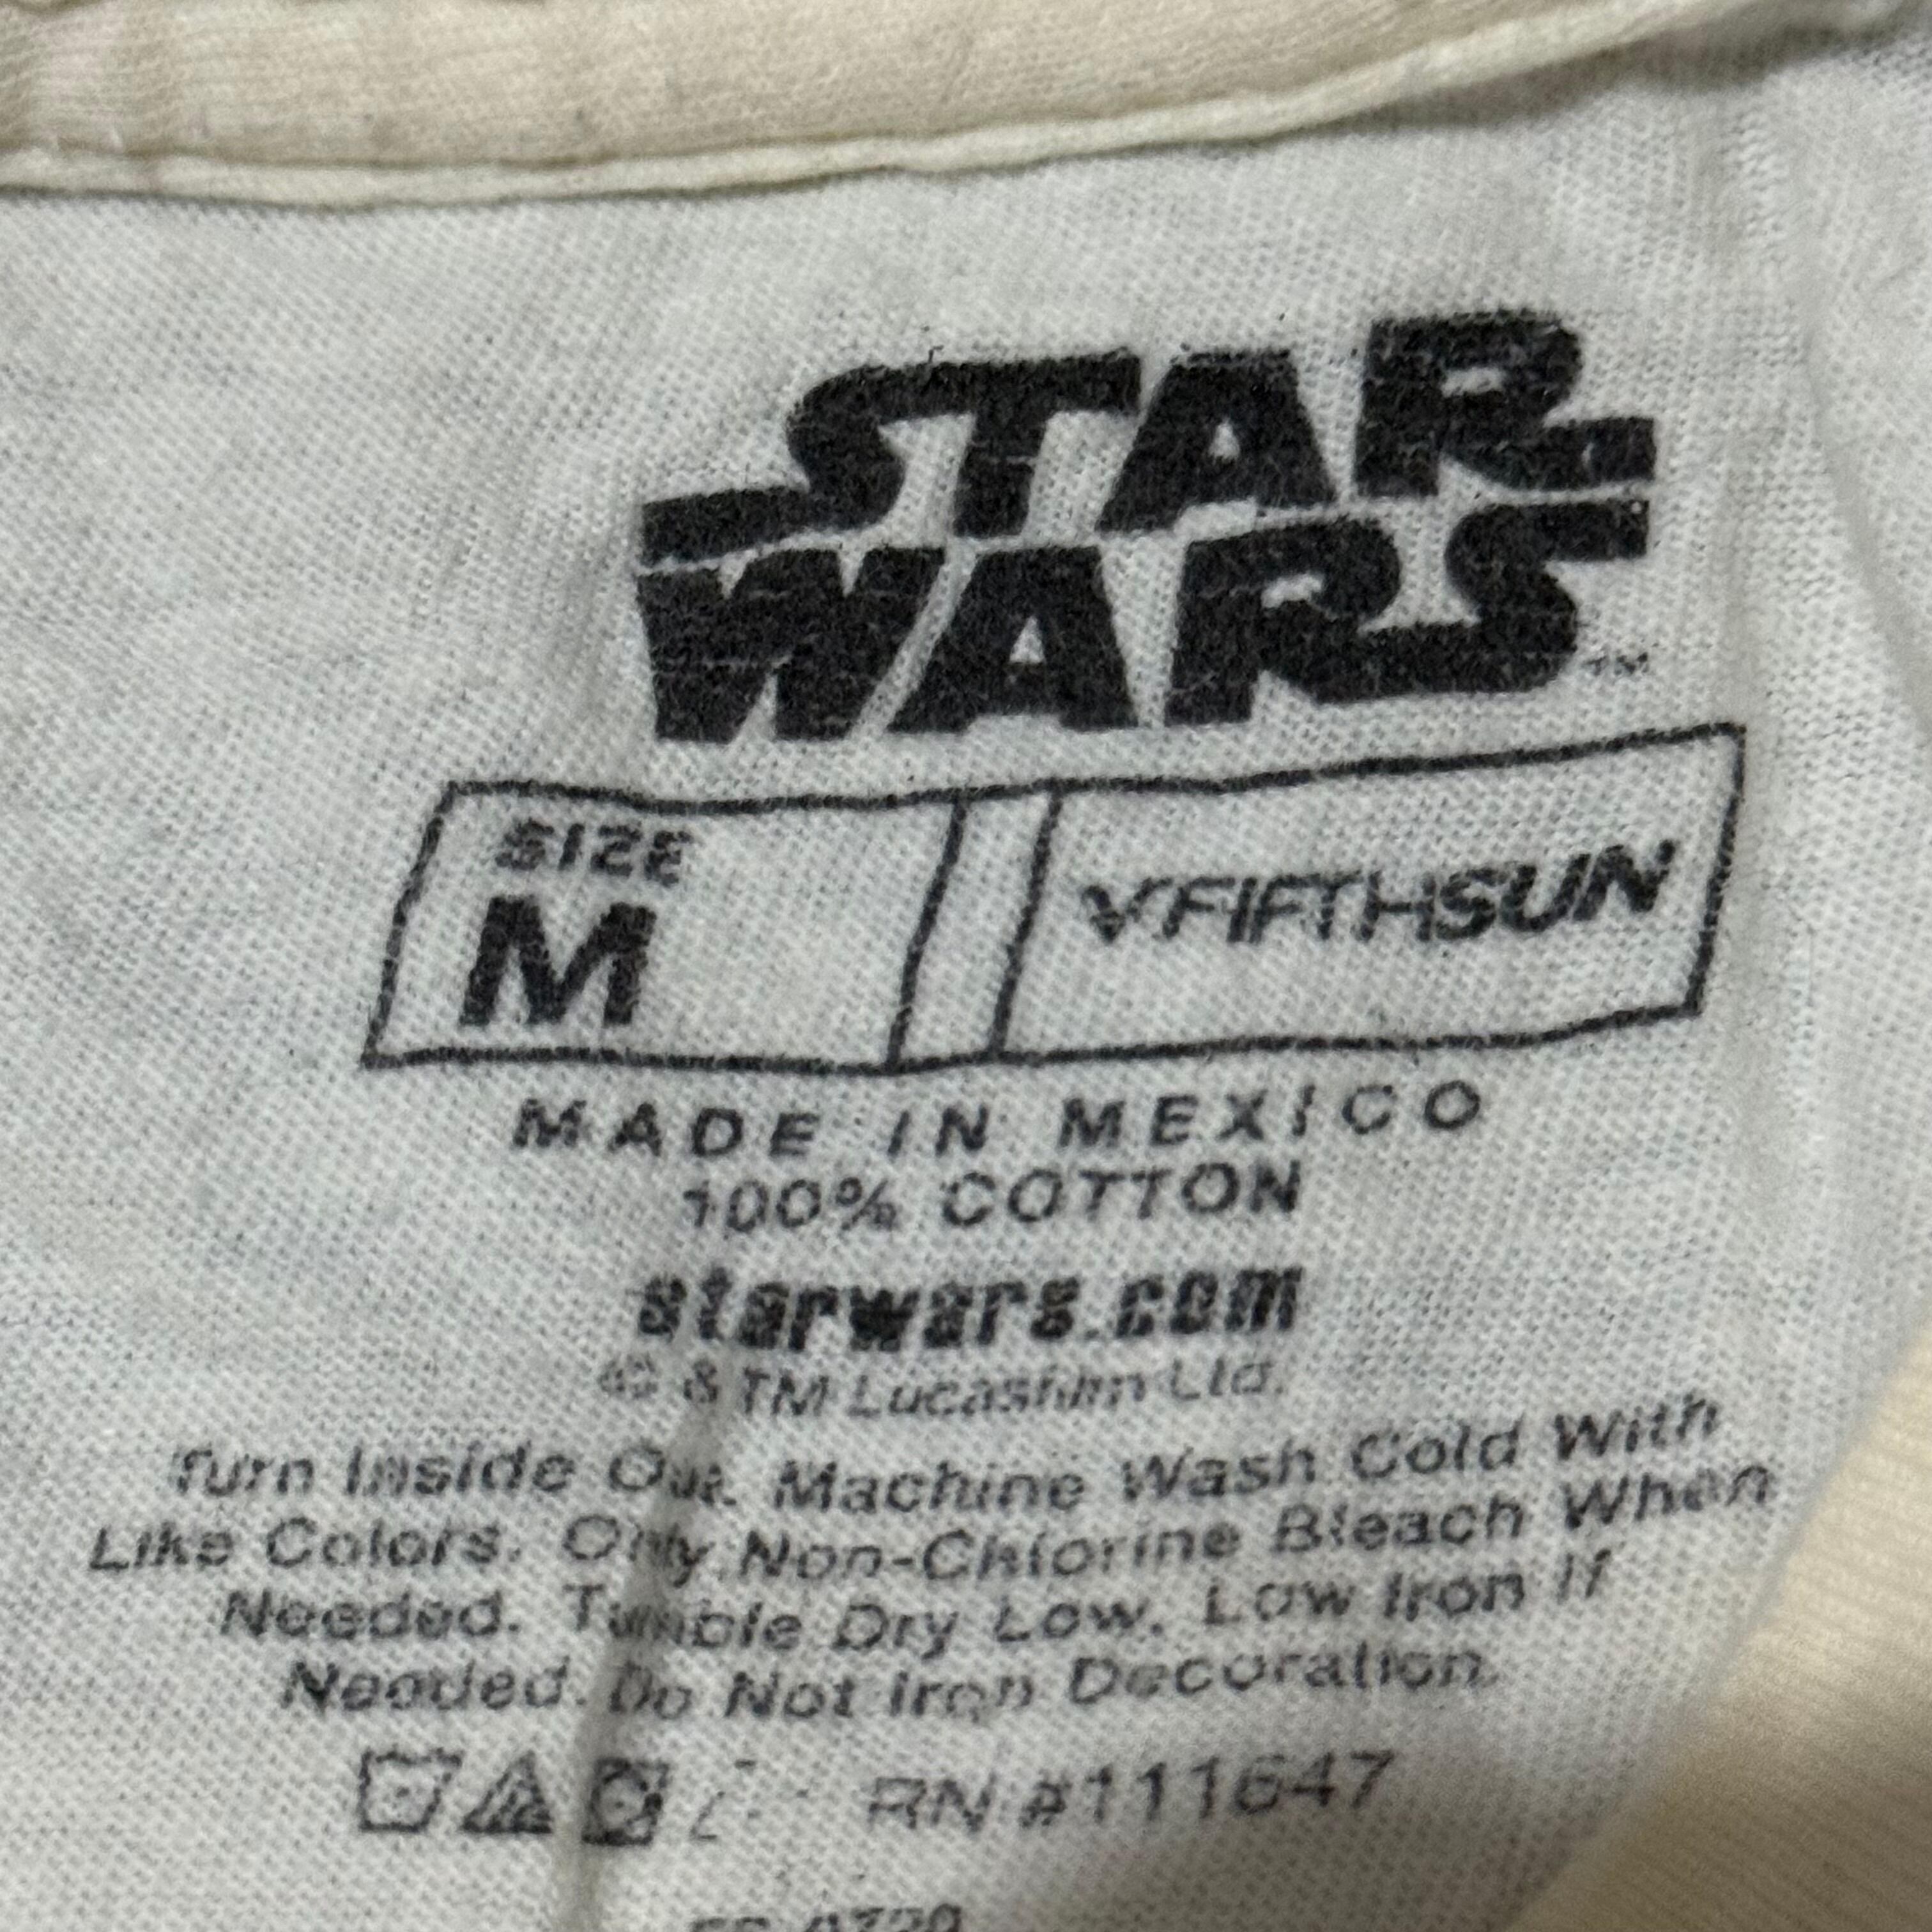 STAR
WARS
TM
SIZE
M
FIFTHSUN
MADE IN MEXICO
100% COTTON
starwars.com
© & TM Lucasfilm Ltd.
Turn Inside Out. Machine Wash Cold With
Like Colors. Only Non-Chlorine Bleach When
Needed. Tumble Dry Low. Low Iron If
Needed. Do Not Iron Decoration.
RN #111647